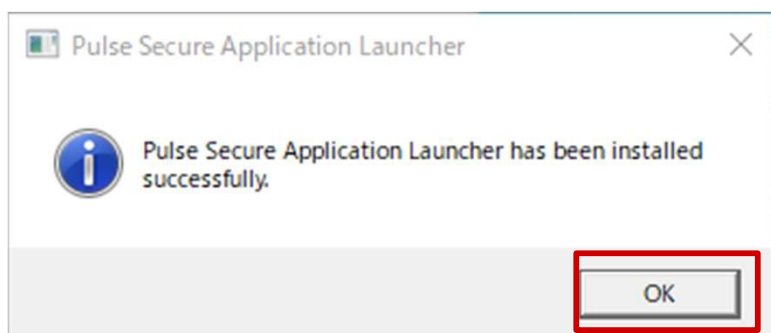 Pulse Secure Application Launcher
Pulse Secure Application Launcher has been installed
successfully.
OK